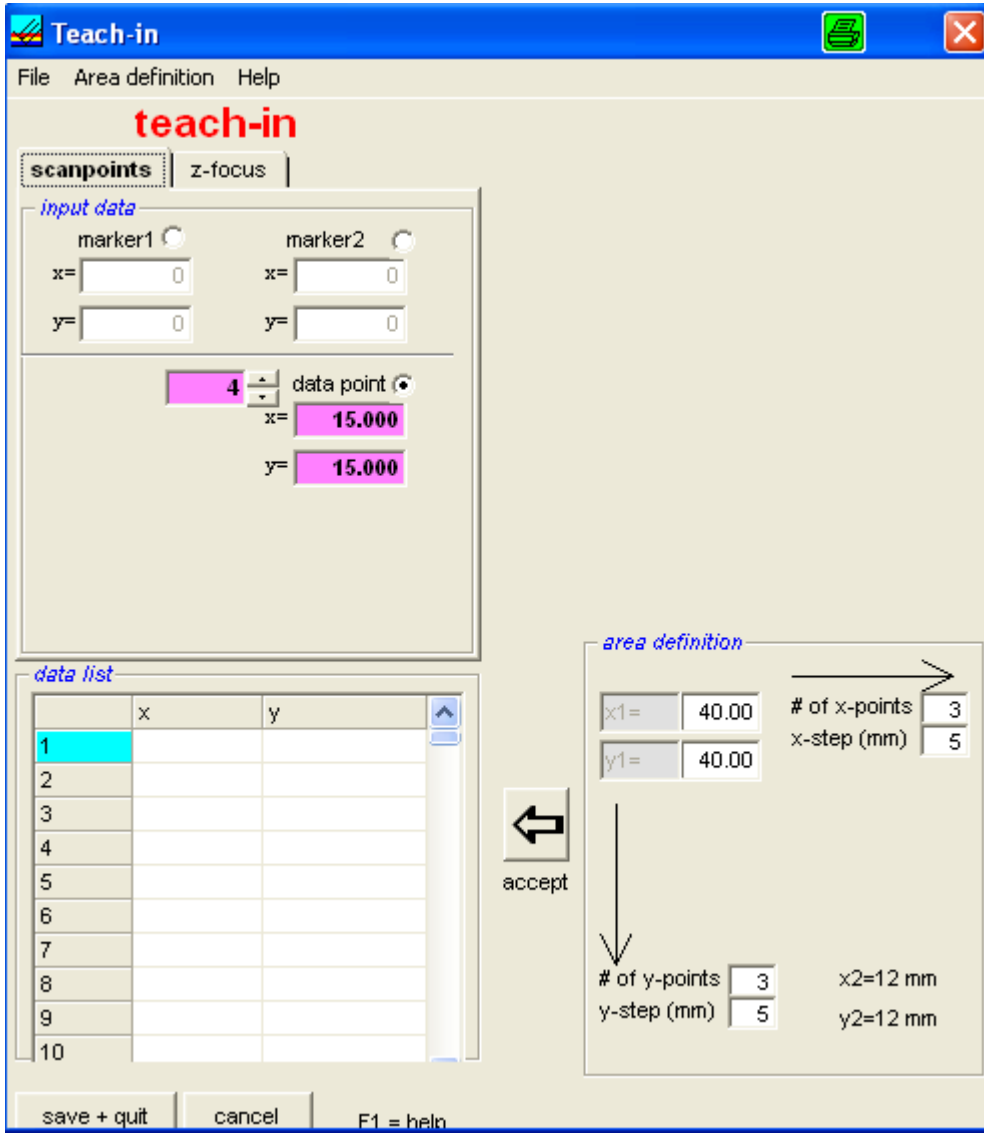 Teach-in
File Area definition Help
teach-in
scanpoints z-focus
input data
marker1 marker2
x= 0 x= 0
y= 0 y= 0
4 data point
x= 15.000
y= 15.000
data list
x y
1
2
3
4
5
6
7
8
9
10
accept
area definition
x1= 40.00 # of x-points 3
y1= 40.00 x-step (mm) 5
# of y-points 3 x2=12 mm
y-step (mm) 5 y2=12 mm
save + quit cancel F1 = help